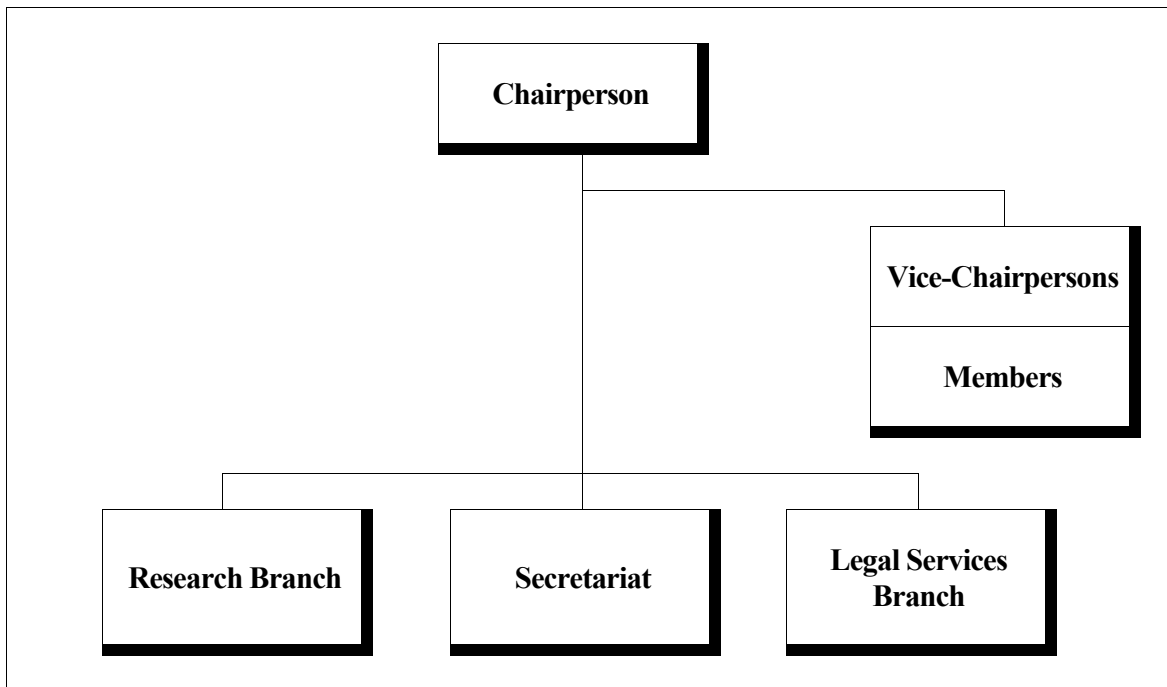 Chairperson
Vice-Chairpersons
Members
Research Branch
Secretariat
Legal Services
Branch